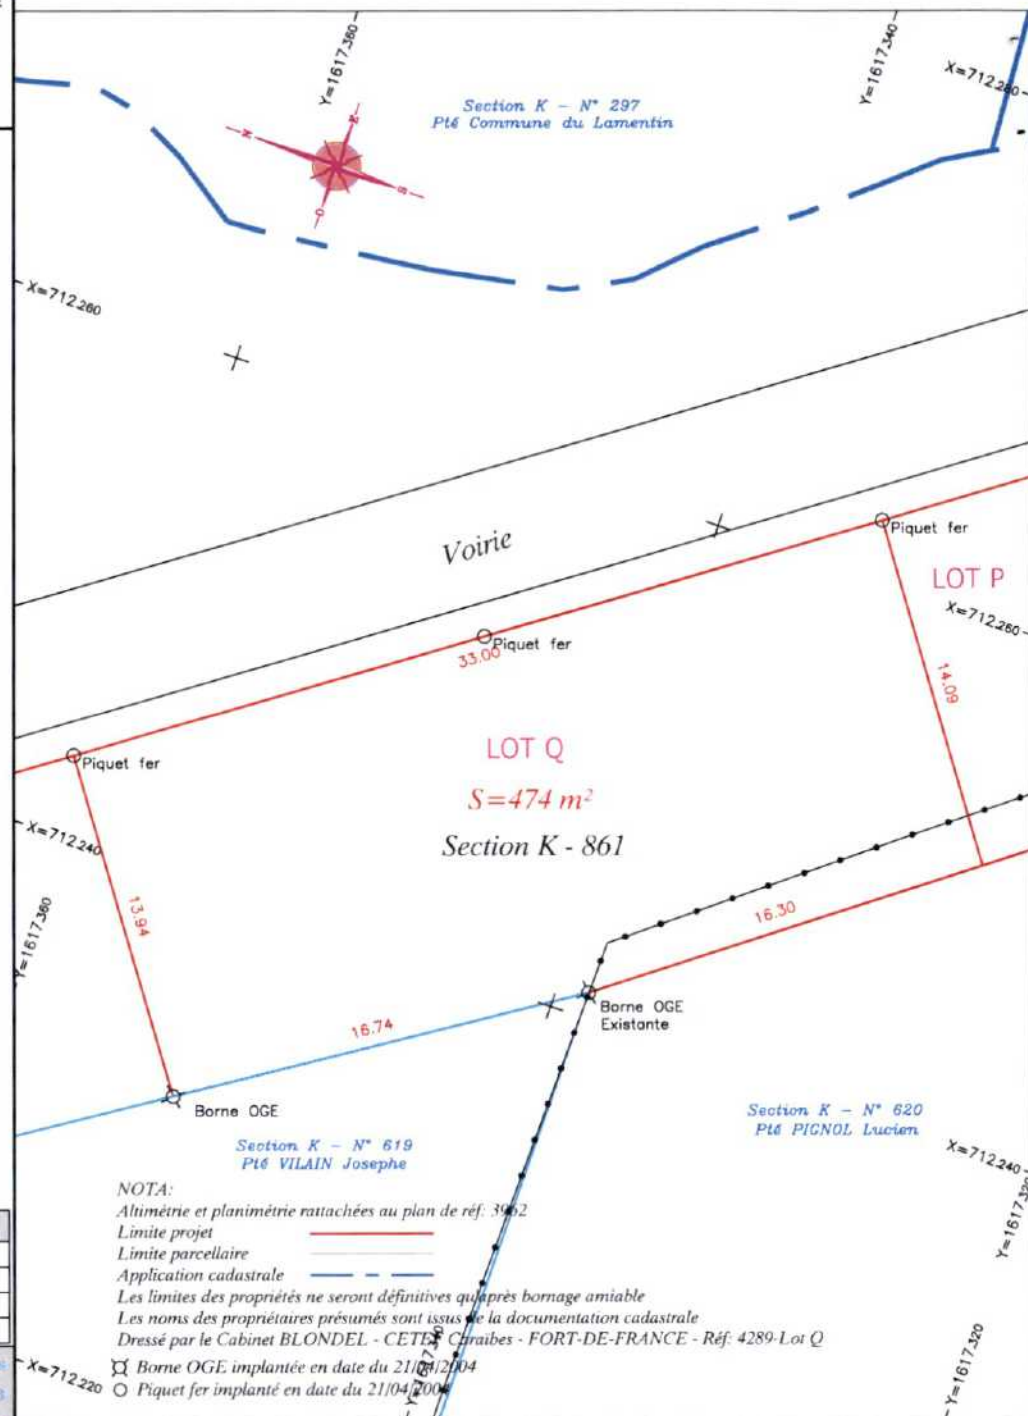 Y=1617.360
Y=1617.340
X=712.280
Section K - N° 297
Pté Commune du Lamentin
N
E
S
O
X=712.260
Voirie
Piquet fer
LOT P
X=712.260
Piquet fer
33.00
14.09
Piquet fer
LOT Q
S=474 m²
Section K - 861
X=712.240
13.94
Y=1617.360
16.30
Borne OGE
Existante
16.74
Borne OGE
Section K - N° 620
Pté PIGNOL Lucien
Section K - N° 619
Pté VILAIN Josephe
X=712.240
Y=1617.320
NOTA:
Altimétrie et planimétrie rattachées au plan de réf: 3962
Limite projet
Limite parcellaire
Application cadastrale
Les limites des propriétés ne seront définitives qu'après bornage amiable
Les noms des propriétaires présumés sont issus de la documentation cadastrale
Dressé par le Cabinet BLONDEL - CETEF Caraïbes - FORT-DE-FRANCE - Réf: 4289-Lot Q
Borne OGE implantée en date du 21/04/2004
X=712.220
Piquet fer implanté en date du 21/04/2004
Y=1617.340
Y=1617.320